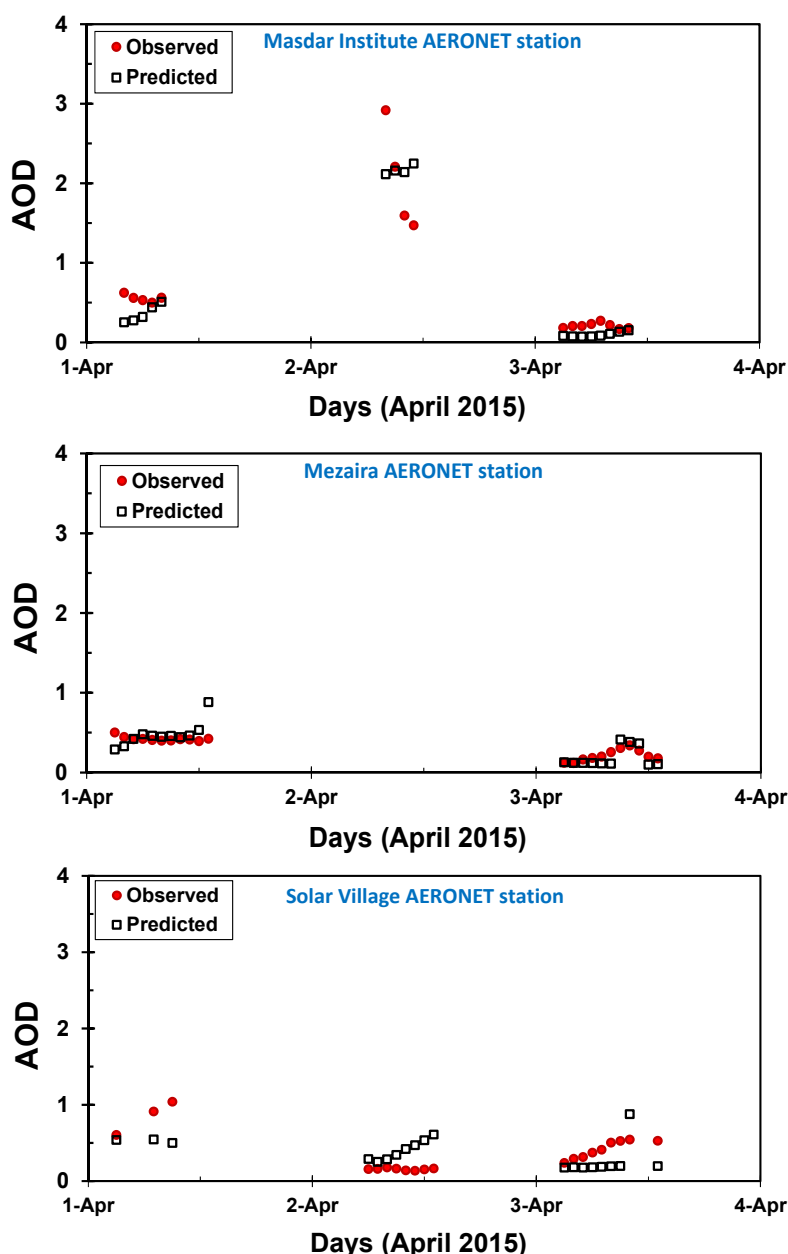 4
Observed
Masdar Institute AERONET station
Predicted
3
AOD
2
1
0
1-Apr
2-Apr
3-Apr
4-Apr
Days (April 2015)
4
Observed
Mezaira AERONET station
Predicted
3
AOD
2
1
0
1-Apr
2-Apr
3-Apr
4-Apr
Days (April 2015)
4
Observed
Solar Village AERONET station
Predicted
3
AOD
2
1
0
1-Apr
2-Apr
3-Apr
4-Apr
Days (April 2015)